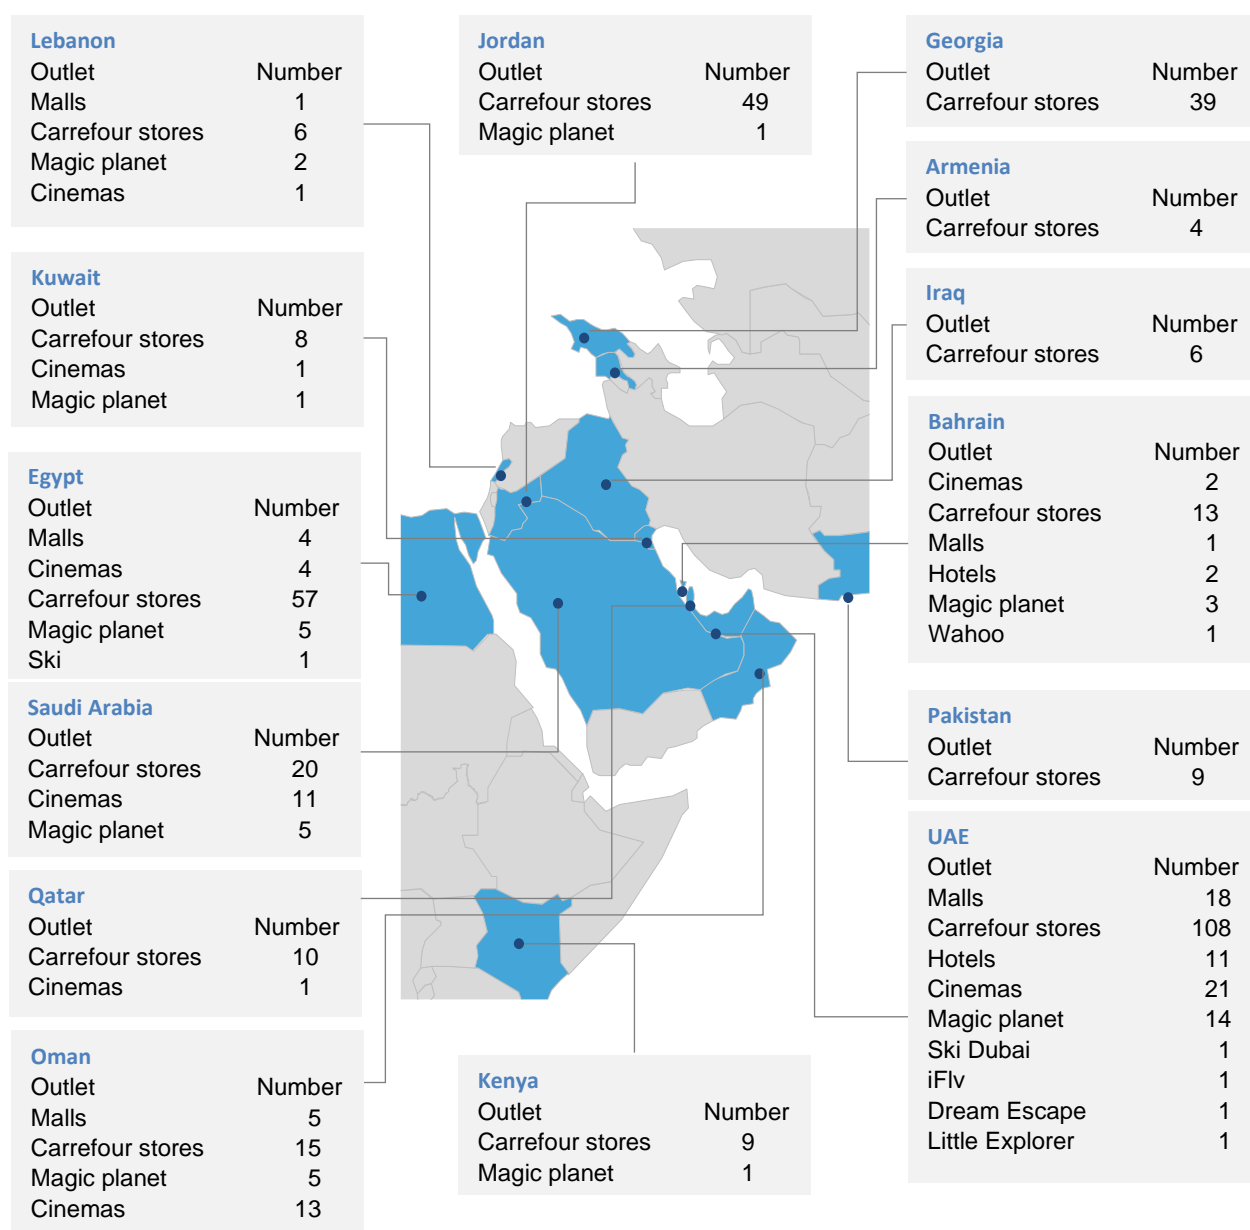 Lebanon
Outlet Number
Malls 1
Carrefour stores 6
Magic planet 2
Cinemas 1
Jordan
Outlet Number
Carrefour stores 49
Magic planet 1
Georgia
Outlet Number
Carrefour stores 39
Armenia
Outlet Number
Carrefour stores 4
Kuwait
Outlet Number
Carrefour stores 8
Cinemas 1
Magic planet 1
Iraq
Outlet Number
Carrefour stores 6
Bahrain
Outlet Number
Cinemas 2
Carrefour stores 13
Malls 1
Hotels 2
Magic planet 3
Wahoo 1
Egypt
Outlet Number
Malls 4
Cinemas 4
Carrefour stores 57
Magic planet 5
Ski 1
Saudi Arabia
Outlet Number
Carrefour stores 20
Cinemas 11
Magic planet 5
Pakistan
Outlet Number
Carrefour stores 9
UAE
Outlet Number
Malls 18
Carrefour stores 108
Hotels 11
Cinemas 21
Magic planet 14
Ski Dubai 1
iFlv 1
Dream Escape 1
Little Explorer 1
Qatar
Outlet Number
Carrefour stores 10
Cinemas 1
Oman
Outlet Number
Malls 5
Carrefour stores 15
Magic planet 5
Cinemas 13
Kenya
Outlet Number
Carrefour stores 9
Magic planet 1